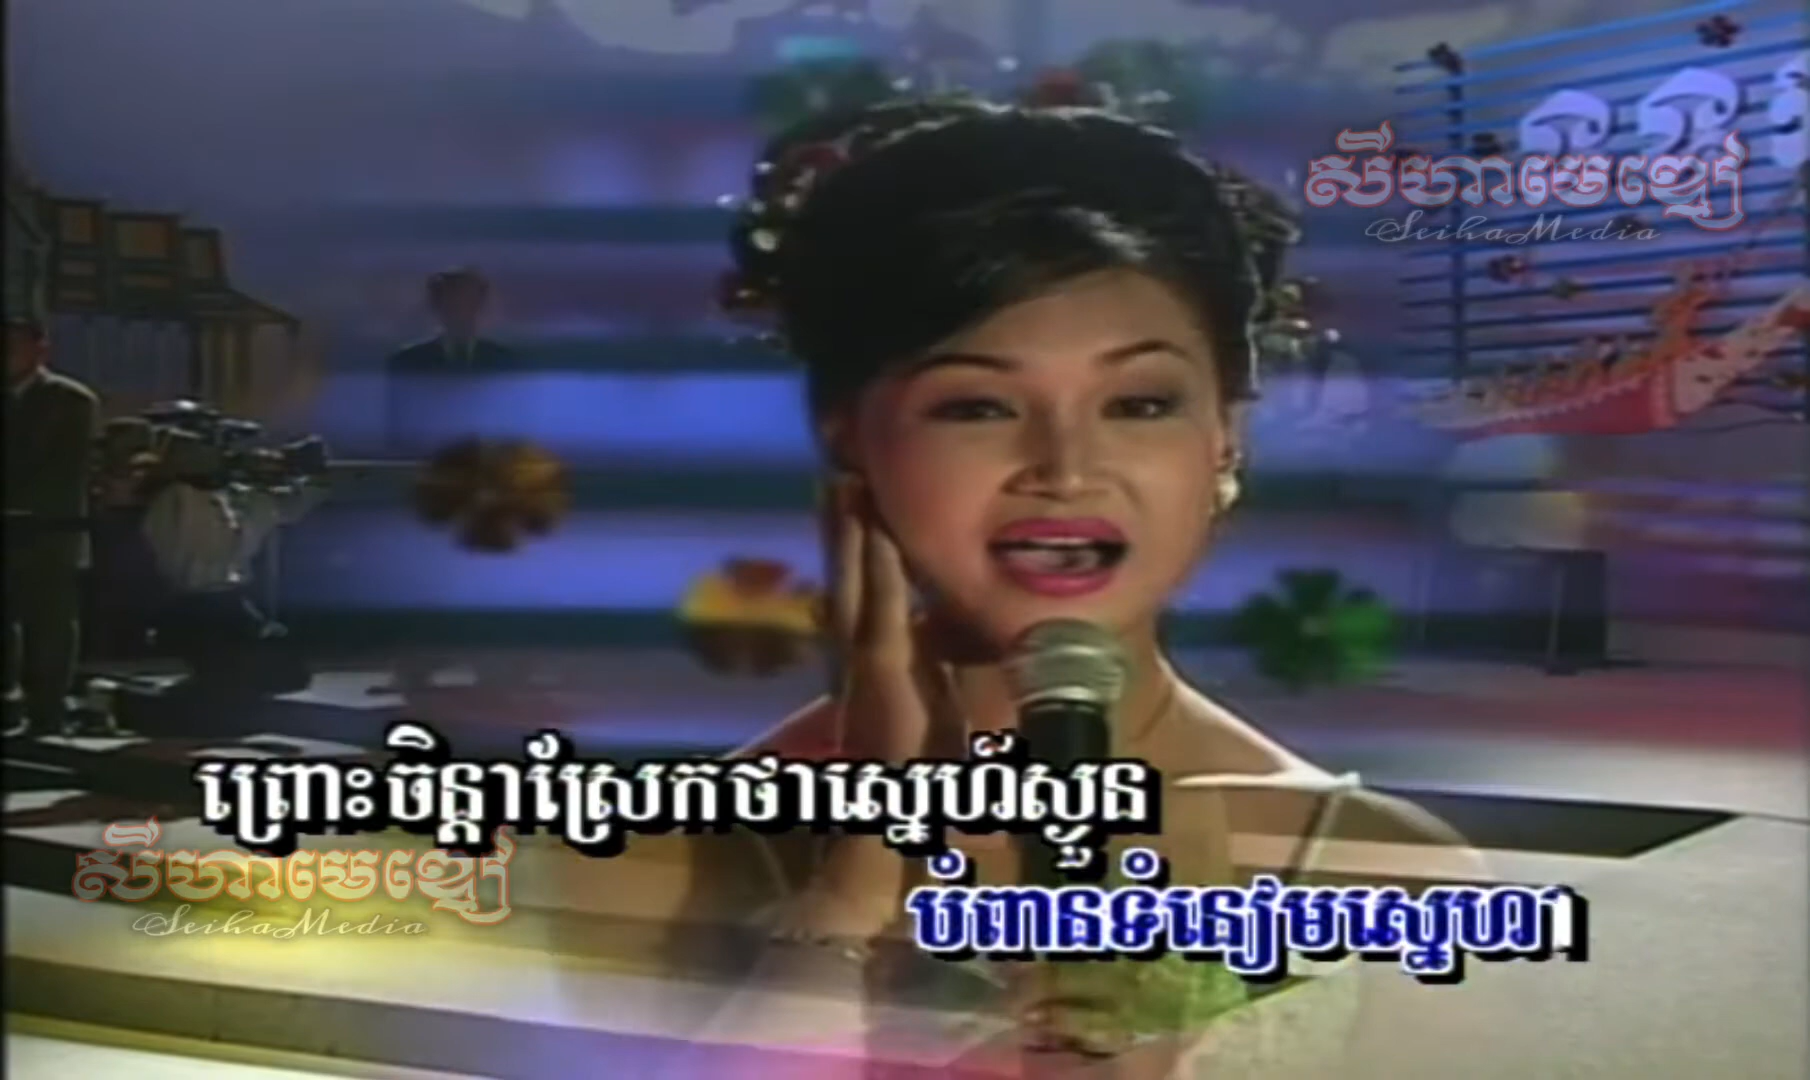 សីហាមេឌៀ
SeihaMedia
ព្រោះចិន្តាស្រែកថាស្នេហ៍ស្ងួន
បំពានទំនៀមស្នេហា
សីហាមេឌៀ
SeihaMedia